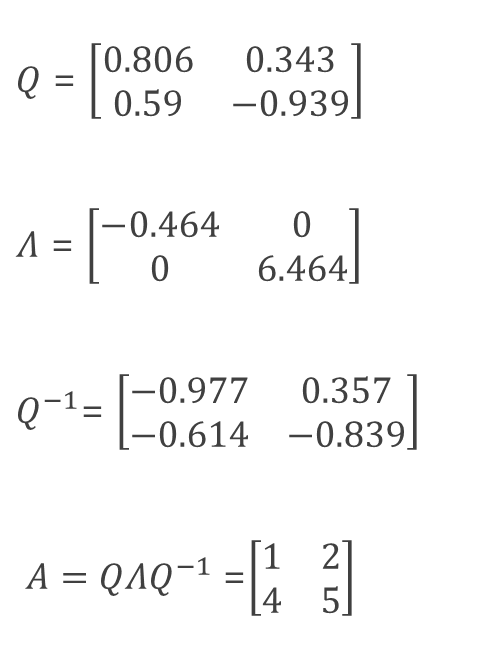 Q = [0.806 0.343
0.59 −0.939]
Λ = [−0.464 0
0 6.464]
Q⁻¹= [−0.977 0.357
−0.614 −0.839]
A = QΛQ⁻¹ = [1 2
4 5]